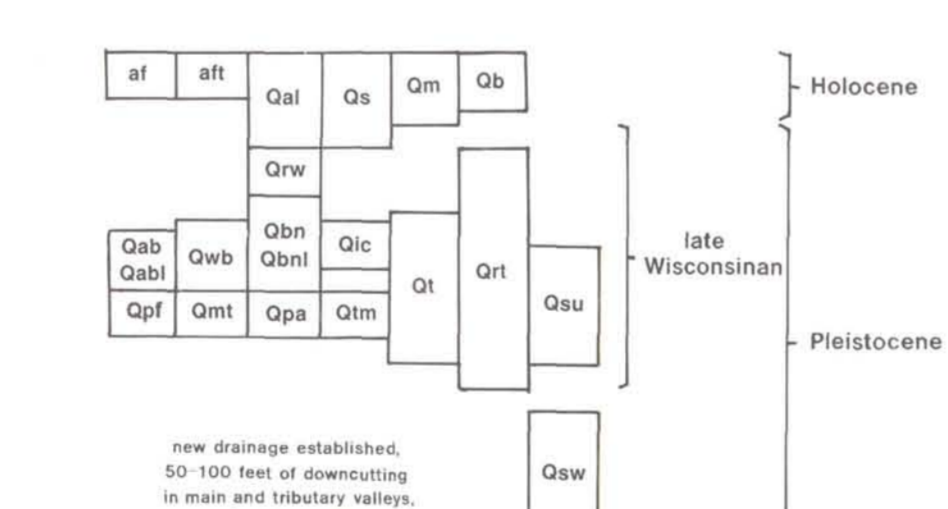 af aft Qal Qs Qm Qb Holocene
Qrw
Qab
Qabl
Qwb
Qbn
Qbnl
Qic
Qt
Qrt
Qsu
late
Wisconsinan
Qpf Qmt Qpa Qtm
Pleistocene
Qsw
new drainage established,
50-100 feet of downcutting
in main and tributary valleys,